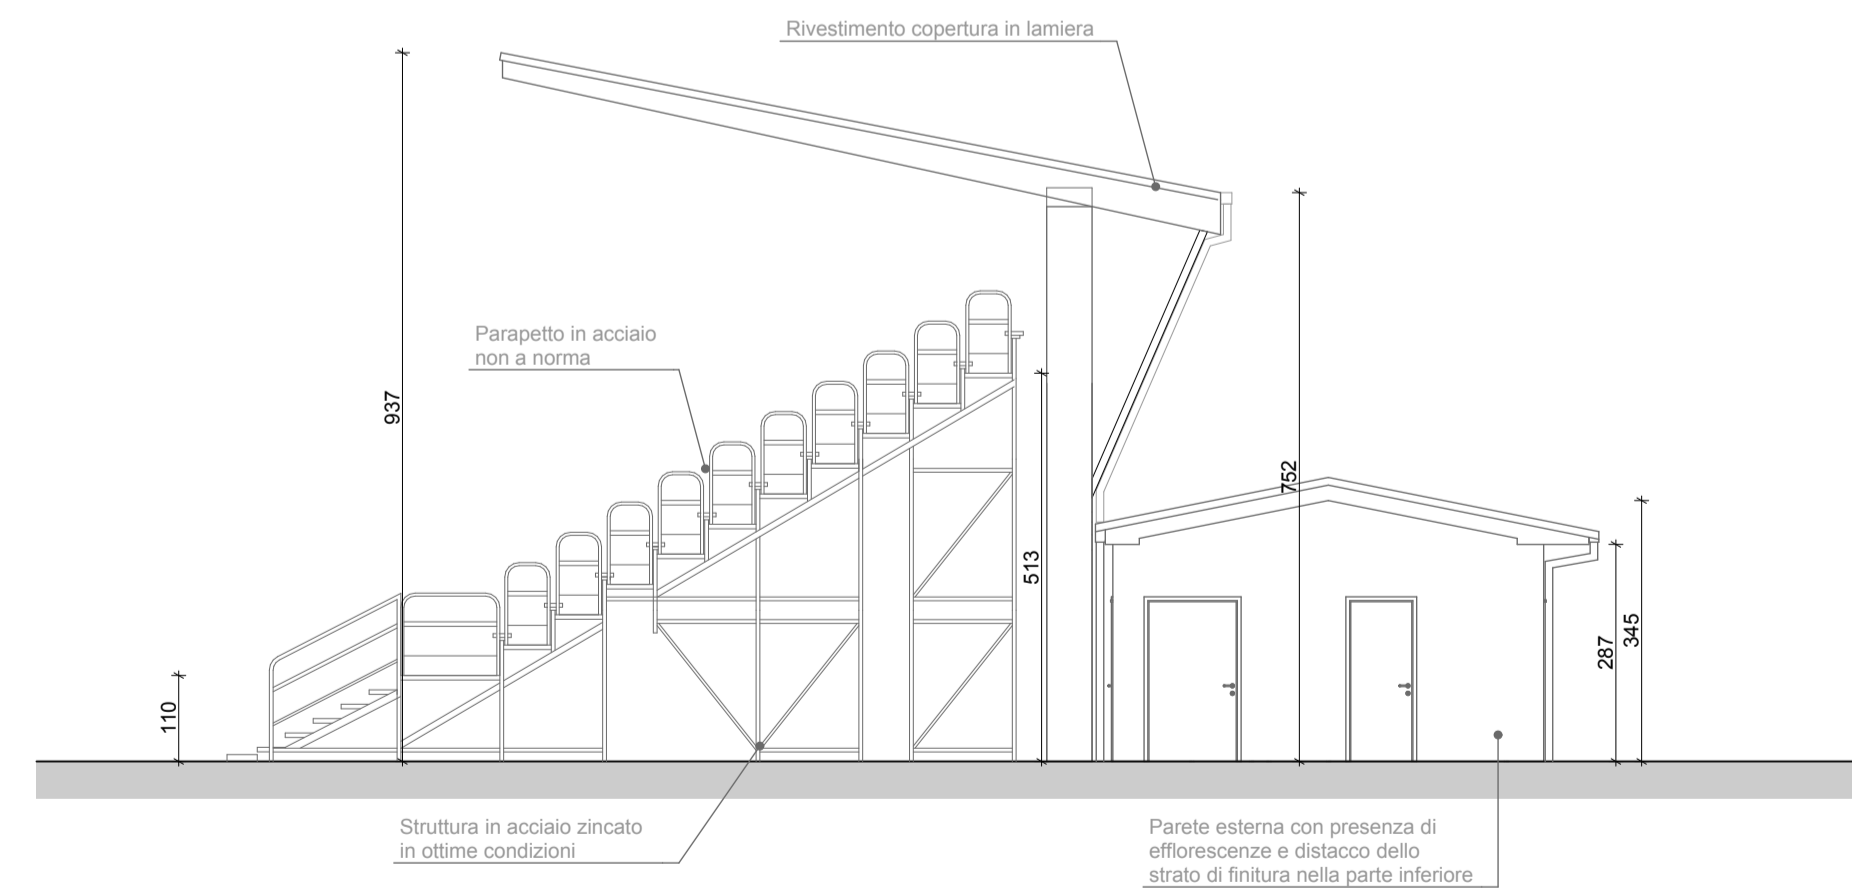 Rivestimento copertura in lamiera
Parapetto in acciaio
non a norma
937
752
513
345
287
110
Struttura in acciaio zincato
in ottime condizioni
Parete esterna con presenza di
efflorescenze e distacco dello
strato di finitura nella parte inferiore